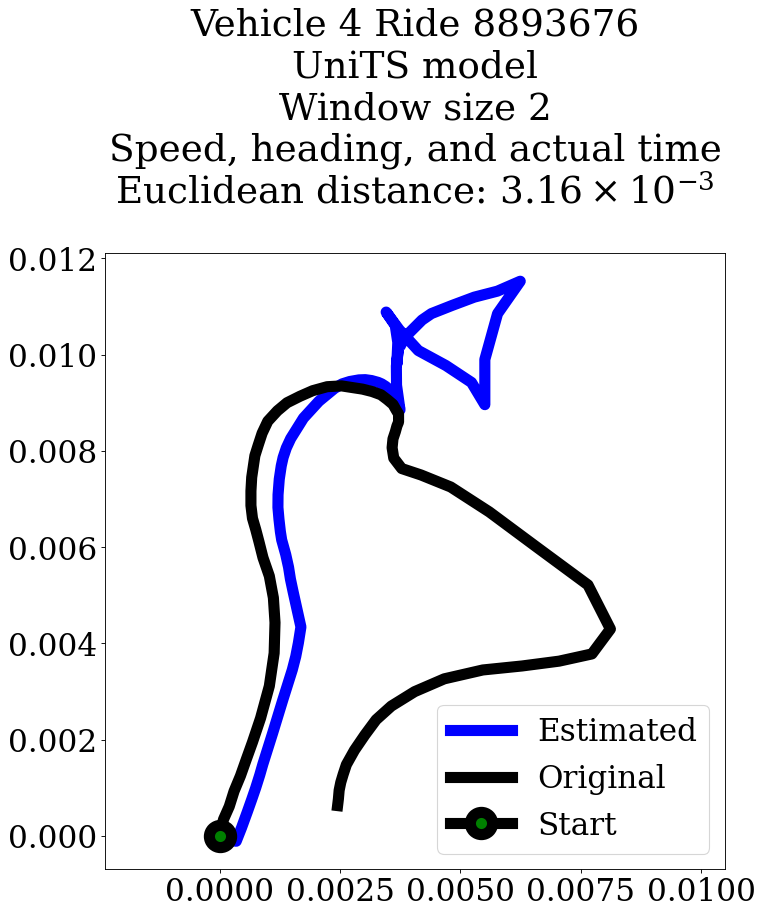 Vehicle 4 Ride 8893676
UniTS model
Window size 2
Speed, heading, and actual time
Euclidean distance: 3.16 × 10⁻³
0.012
0.010
0.008
0.006
0.004
0.002
0.000
Estimated
Original
Start
0.0000 0.0025 0.0050 0.0075 0.0100